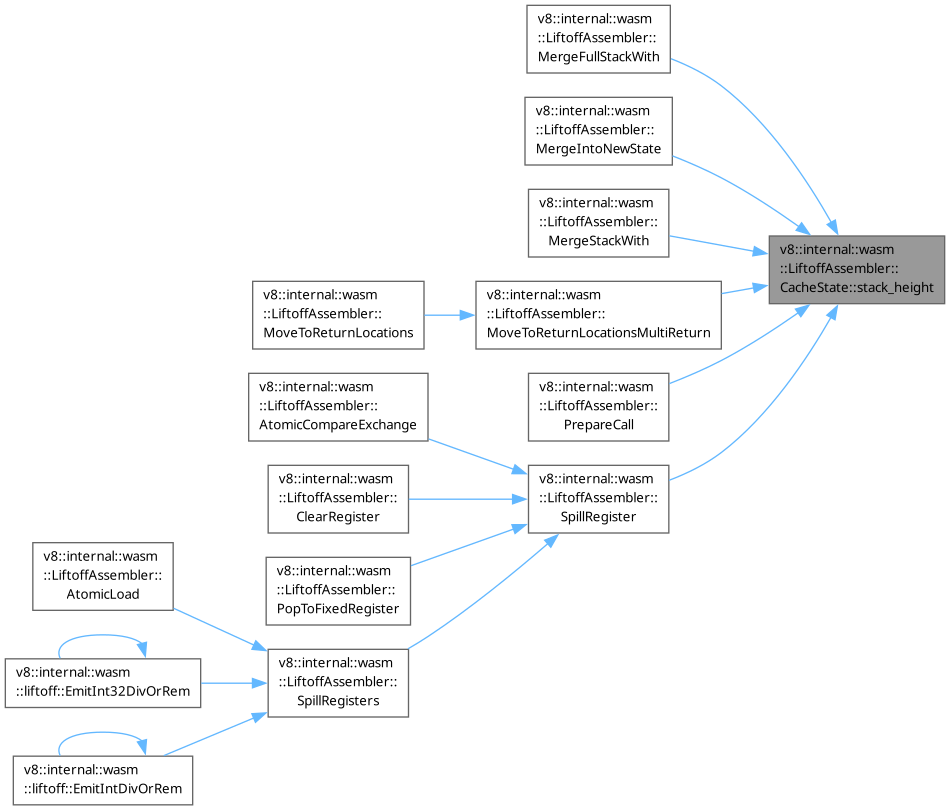 v8::internal::wasm
::LiftoffAssembler::
MergeFullStackWith
v8::internal::wasm
::LiftoffAssembler::
MergeIntoNewState
v8::internal::wasm
::LiftoffAssembler::
MergeStackWith
v8::internal::wasm
::LiftoffAssembler::
CacheState::stack_height
v8::internal::wasm
::LiftoffAssembler::
MoveToReturnLocations
v8::internal::wasm
::LiftoffAssembler::
MoveToReturnLocationsMultiReturn
v8::internal::wasm
::LiftoffAssembler::
AtomicCompareExchange
v8::internal::wasm
::LiftoffAssembler::
PrepareCall
v8::internal::wasm
::LiftoffAssembler::
ClearRegister
v8::internal::wasm
::LiftoffAssembler::
SpillRegister
v8::internal::wasm
::LiftoffAssembler::
PopToFixedRegister
v8::internal::wasm
::LiftoffAssembler::
AtomicLoad
v8::internal::wasm
::liftoff::EmitInt32DivOrRem
v8::internal::wasm
::LiftoffAssembler::
SpillRegisters
v8::internal::wasm
::liftoff::EmitIntDivOrRem